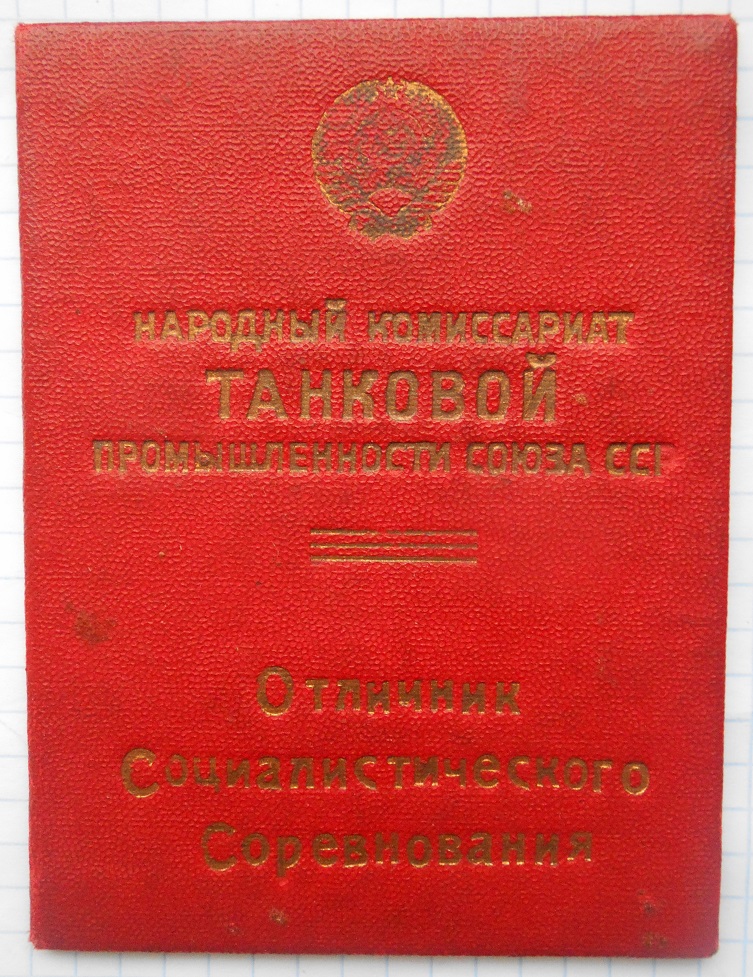 НАРОДНЫЙ КОМИССАРИАТ
ТАНКОВОЙ
ПРОМЫШЛЕННОСТИ СОЮЗА ССР
Отличник
Социалистического
Соревнования